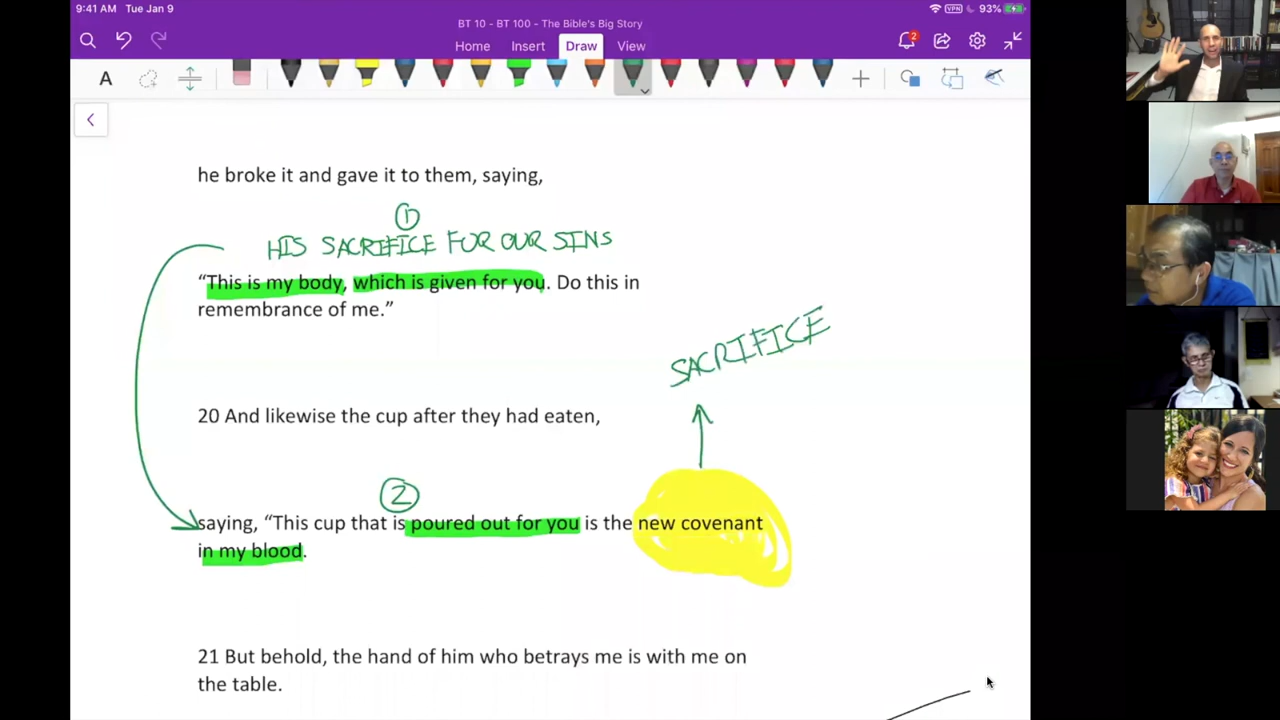 9:41 AM Tue Jan 9
VPN 93%
BT 10 - BT 100 - The Bible's Big Story
2
Home Insert Draw View
A
he broke it and gave it to them, saying,
1
HIS SACRIFICE FOR OUR SINS
“This is my body, which is given for you. Do this in
remembrance of me.”
SACRIFICE
20 And likewise the cup after they had eaten,
2
saying, “This cup that is poured out for you is the new covenant
in my blood.
21 But behold, the hand of him who betrays me is with me on
the table.